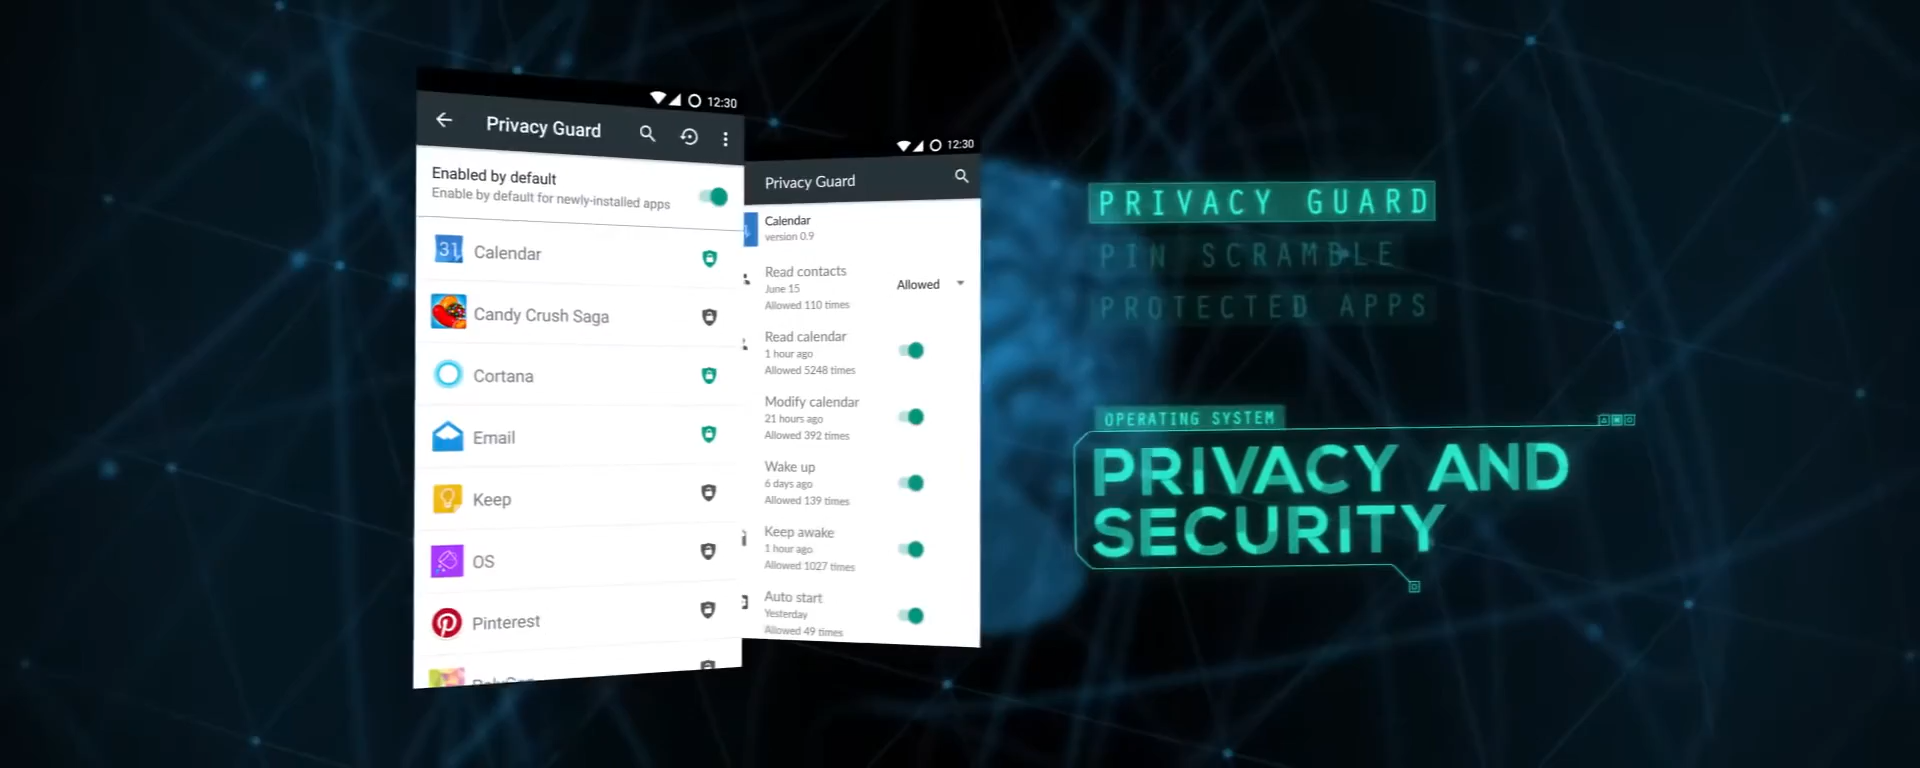 12:30
Privacy Guard
Enabled by default
Enable by default for newly-installed apps
31
Calendar
Candy Crush Saga
Cortana
Email
Keep
OS
Pinterest
12:30
Privacy Guard
Calendar
version 0.9
Read contacts
June 15
Allowed 110 times
Allowed
Read calendar
1 hour ago
Allowed 5248 times
Modify calendar
21 hours ago
Allowed 392 times
Wake up
6 days ago
Allowed 139 times
Keep awake
1 hour ago
Allowed 1027 times
Auto start
Yesterday
Allowed 49 times
PRIVACY GUARD
PIN SCRAMBLE
PROTECTED APPS
OPERATING SYSTEM
PRIVACY AND
SECURITY